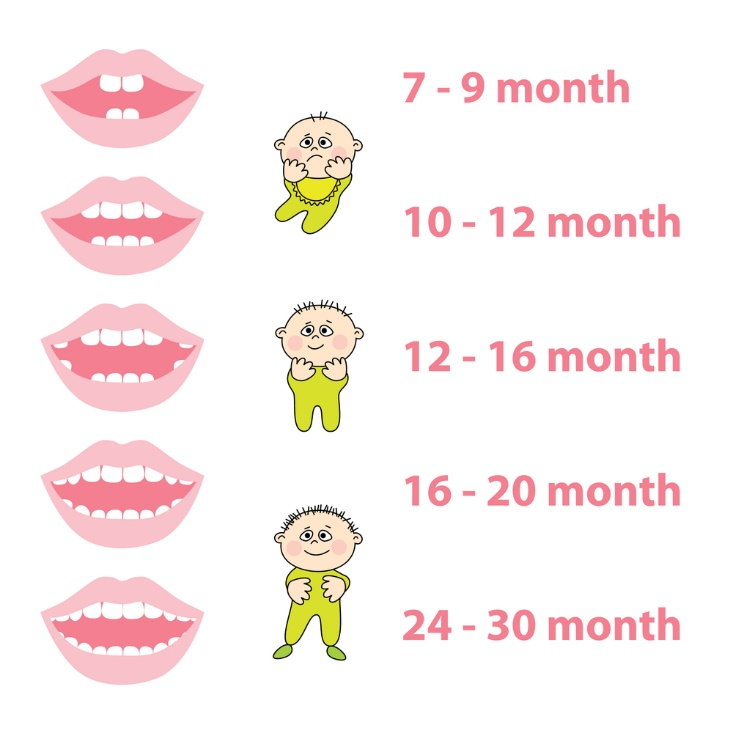 7 - 9 month
10 - 12 month
12 - 16 month
16 - 20 month
24 - 30 month